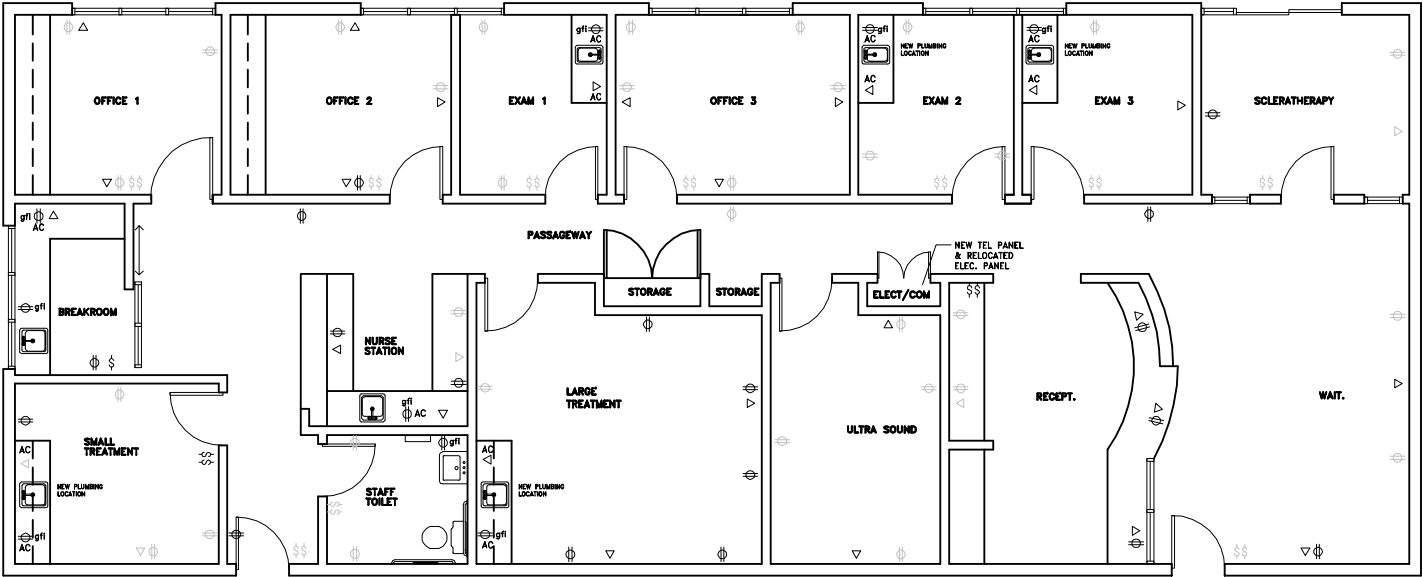 gfi
AC
gfi
AC
NEW PLUMBING
LOCATION
gfi
AC
NEW PLUMBING
LOCATION
AC
AC
AC
OFFICE 1
OFFICE 2
EXAM 1
OFFICE 3
EXAM 2
EXAM 3
SCLERATHERAPY
$$
$$
$$
$$
$$
$$
$$
gfi
AC
PASSAGEWAY
NEW TEL PANEL
& RELOCATED
ELEC. PANEL
STORAGE
STORAGE
ELECT/COM
$$
gfi
BREAKROOM
$
NURSE
STATION
LARGE
TREATMENT
RECEPT.
WAIT.
gfi
AC
ULTRA SOUND
SMALL
TREATMENT
AC
$$
gfi
AC
NEW PLUMBING
LOCATION
STAFF
TOILET
NEW PLUMBING
LOCATION
$$
gfi
AC
gfi
AC
$$
$$